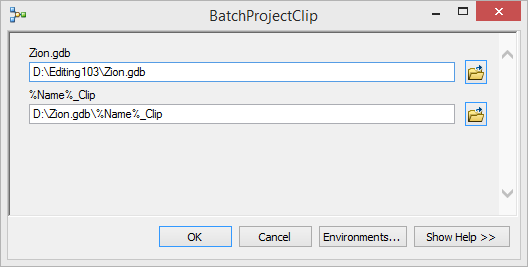 BatchProjectClip
Zion.gdb
D:\Editing103\Zion.gdb
%Name%_Clip
D:\Zion.gdb\%Name%_Clip
OK Cancel Environments... Show Help >>